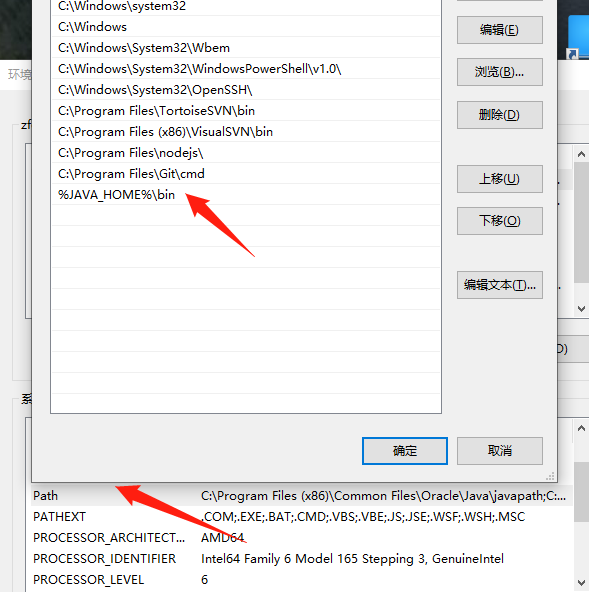 C:\Windows\system32
C:\Windows
C:\Windows\System32\Wbem
C:\Windows\System32\WindowsPowerShell\v1.0\
C:\Windows\System32\OpenSSH\
C:\Program Files\TortoiseSVN\bin
C:\Program Files (x86)\VisualSVN\bin
C:\Program Files\nodejs\
C:\Program Files\Git\cmd
%JAVA_HOME%\bin
编辑(E)
浏览(B)...
删除(D)
上移(U)
下移(O)
编辑文本(T)...
确定
取消
环境
zf
D)
系
Path C:\Program Files (x86)\Common Files\Oracle\Java\javapath;C:...
PATHEXT .COM;.EXE;.BAT;.CMD;.VBS;.VBE;.JS;.JSE;.WSF;.WSH;.MSC
PROCESSOR_ARCHITECT... AMD64
PROCESSOR_IDENTIFIER Intel64 Family 6 Model 165 Stepping 3, GenuineIntel
PROCESSOR_LEVEL 6